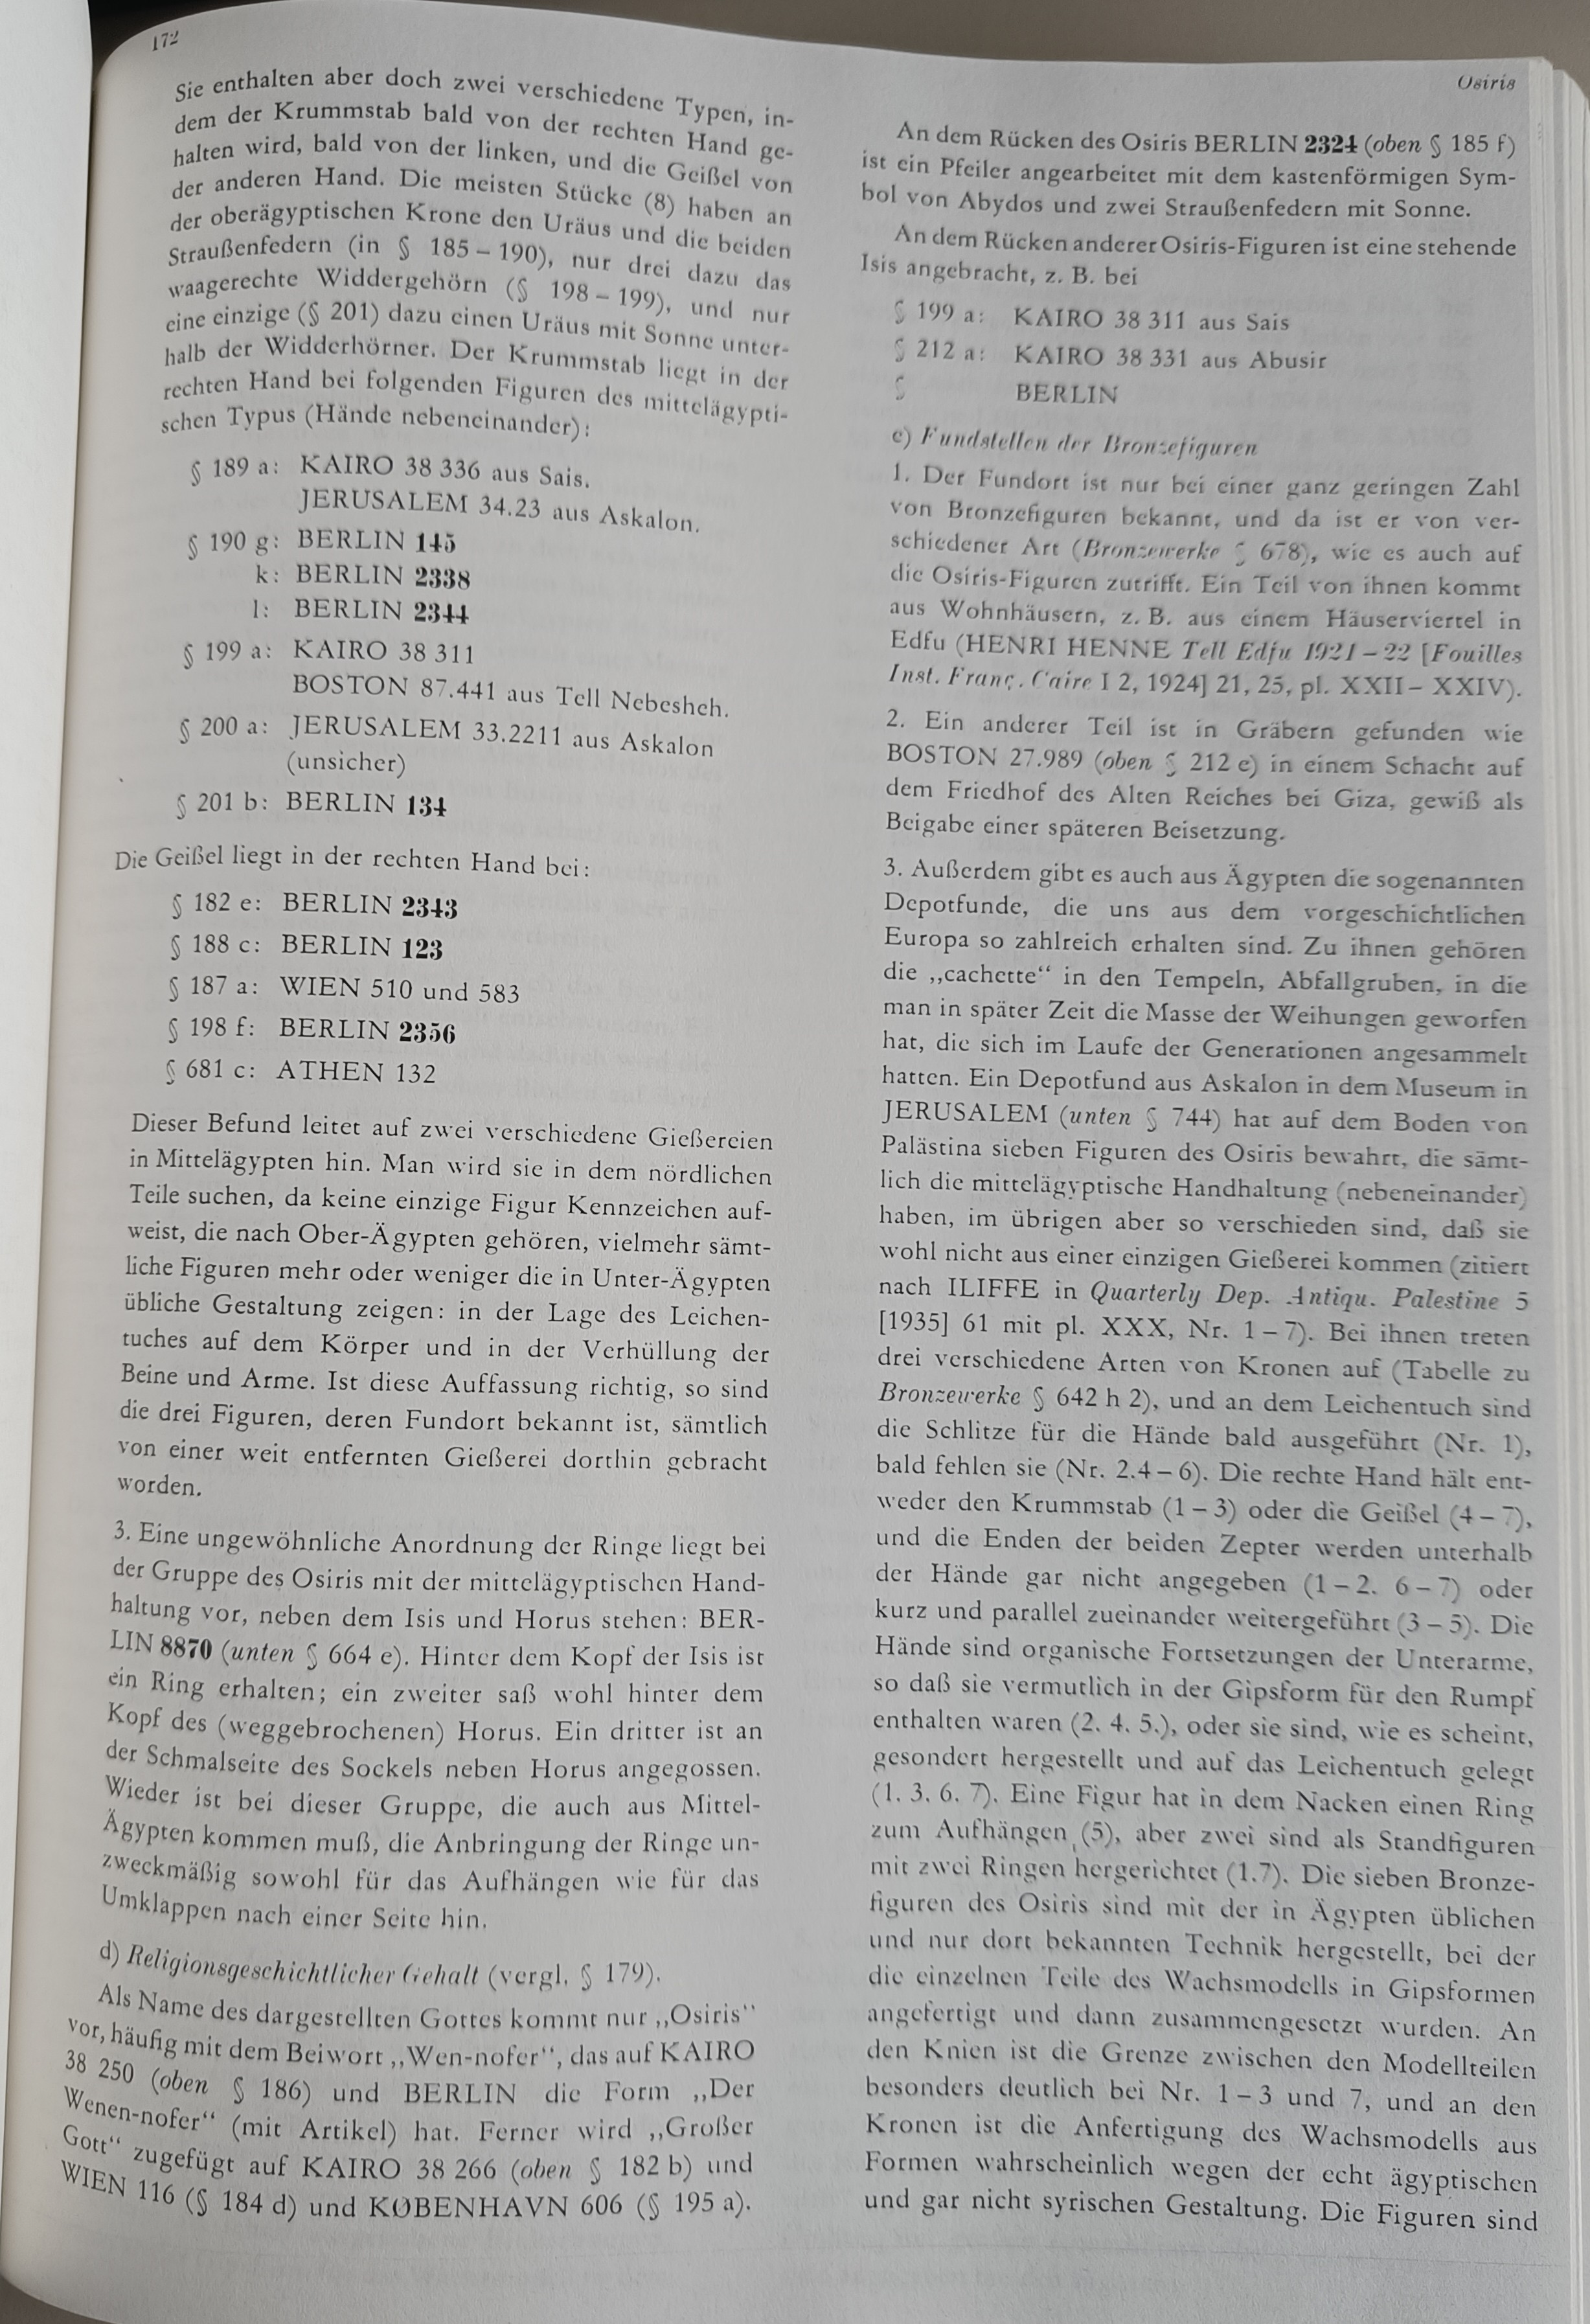 172
Sie enthalten aber doch zwei verschiedene Typen, in-
dem der Krummstab bald von der rechten Hand ge-
halten wird, bald von der linken, und die Geißel von
der anderen Hand. Die meisten Stücke (8) haben an
der oberägyptischen Krone den Uräus und die beiden
Straußenfedern (in § 185 – 190), nur drei dazu das
waagerechte Widdergehörn (§ 198 – 199), und nur
eine einzige (§ 201) dazu einen Uräus mit Sonne unter-
halb der Widderhörner. Der Krummstab liegt in der
rechten Hand bei folgenden Figuren des mittelägypti-
schen Typus (Hände nebeneinander):
§ 189 a: KAIRO 38 336 aus Sais.
JERUSALEM 34.23 aus Askalon.
§ 190 g: BERLIN 145
k: BERLIN 2338
l: BERLIN 2344
§ 199 a: KAIRO 38 311
BOSTON 87.441 aus Tell Nebesheh.
§ 200 a: JERUSALEM 33.2211 aus Askalon
(unsicher)
§ 201 b: BERLIN 134
Die Geißel liegt in der rechten Hand bei:
§ 182 e: BERLIN 2343
§ 188 c: BERLIN 123
§ 187 a: WIEN 510 und 583
§ 198 f: BERLIN 2356
§ 681 c: ATHEN 132
Dieser Befund leitet auf zwei verschiedene Gießereien
in Mittelägypten hin. Man wird sie in dem nördlichen
Teile suchen, da keine einzige Figur Kennzeichen auf-
weist, die nach Ober-Ägypten gehören, vielmehr sämt-
liche Figuren mehr oder weniger die in Unter-Ägypten
übliche Gestaltung zeigen: in der Lage des Leichen-
tuches auf dem Körper und in der Verhüllung der
Beine und Arme. Ist diese Auffassung richtig, so sind
die drei Figuren, deren Fundort bekannt ist, sämtlich
von einer weit entfernten Gießerei dorthin gebracht
worden.
3. Eine ungewöhnliche Anordnung der Ringe liegt bei
der Gruppe des Osiris mit der mittelägyptischen Hand-
haltung vor, neben dem Isis und Horus stehen: BER-
LIN 8870 (unten § 664 e). Hinter dem Kopf der Isis ist
ein Ring erhalten; ein zweiter saß wohl hinter dem
Kopf des (weggebrochenen) Horus. Ein dritter ist an
der Schmalseite des Sockels neben Horus angegossen.
Wieder ist bei dieser Gruppe, die auch aus Mittel-
Ägypten kommen muß, die Anbringung der Ringe un-
zweckmäßig sowohl für das Aufhängen wie für das
Umklappen nach einer Seite hin.
d) Religionsgeschichtlicher Gehalt (vergl. § 179).
Als Name des dargestellten Gottes kommt nur „Osiris“
vor, häufig mit dem Beiwort „Wen-nofer“, das auf KAIRO
38 250 (oben § 186) und BERLIN die Form „Der
Wenen-nofer“ (mit Artikel) hat. Ferner wird „Großer
Gott“ zugefügt auf KAIRO 38 266 (oben § 182 b) und
WIEN 116 (§ 184 d) und KØBENHAVN 606 (§ 195 a).
Osiris
An dem Rücken des Osiris BERLIN 2324 (oben § 185 f)
ist ein Pfeiler angearbeitet mit dem kastenförmigen Sym-
bol von Abydos und zwei Straußenfedern mit Sonne.
An dem Rücken anderer Osiris-Figuren ist eine stehende
Isis angebracht, z. B. bei
§ 199 a: KAIRO 38 311 aus Sais
§ 212 a: KAIRO 38 331 aus Abusir
§ BERLIN
e) Fundstellen der Bronzefiguren
1. Der Fundort ist nur bei einer ganz geringen Zahl
von Bronzefiguren bekannt, und da ist er von ver-
schiedener Art (Bronzewerke § 678), wie es auch auf
die Osiris-Figuren zutrifft. Ein Teil von ihnen kommt
aus Wohnhäusern, z. B. aus einem Häuserviertel in
Edfu (HENRI HENNE Tell Edfu 1921 – 22 [Fouilles
Inst. Franç. Caire I 2, 1924] 21, 25, pl. XXII – XXIV).
2. Ein anderer Teil ist in Gräbern gefunden wie
BOSTON 27.989 (oben § 212 e) in einem Schacht auf
dem Friedhof des Alten Reiches bei Giza, gewiß als
Beigabe einer späteren Beisetzung.
3. Außerdem gibt es auch aus Ägypten die sogenannten
Depotfunde, die uns aus dem vorgeschichtlichen
Europa so zahlreich erhalten sind. Zu ihnen gehören
die „cachette“ in den Tempeln, Abfallgruben, in die
man in später Zeit die Masse der Weihungen geworfen
hat, die sich im Laufe der Generationen angesammelt
hatten. Ein Depotfund aus Askalon in dem Museum in
JERUSALEM (unten § 744) hat auf dem Boden von
Palästina sieben Figuren des Osiris bewahrt, die sämt-
lich die mittelägyptische Handhaltung (nebeneinander)
haben, im übrigen aber so verschieden sind, daß sie
wohl nicht aus einer einzigen Gießerei kommen (zitiert
nach ILIFFE in Quarterly Dep. Antiqu. Palestine 5
[1935] 61 mit pl. XXX, Nr. 1 – 7). Bei ihnen treten
drei verschiedene Arten von Kronen auf (Tabelle zu
Bronzewerke § 642 h 2), und an dem Leichentuch sind
die Schlitze für die Hände bald ausgeführt (Nr. 1),
bald fehlen sie (Nr. 2.4 – 6). Die rechte Hand hält ent-
weder den Krummstab (1 – 3) oder die Geißel (4 – 7),
und die Enden der beiden Zepter werden unterhalb
der Hände gar nicht angegeben (1 – 2. 6 – 7) oder
kurz und parallel zueinander weitergeführt (3 – 5). Die
Hände sind organische Fortsetzungen der Unterarme,
so daß sie vermutlich in der Gipsform für den Rumpf
enthalten waren (2. 4. 5.), oder sie sind, wie es scheint,
gesondert hergestellt und auf das Leichentuch gelegt
(1. 3. 6. 7). Eine Figur hat in dem Nacken einen Ring
zum Aufhängen (5), aber zwei sind als Standfiguren
mit zwei Ringen hergerichtet (1.7). Die sieben Bronze-
figuren des Osiris sind mit der in Ägypten üblichen
und nur dort bekannten Technik hergestellt, bei der
die einzelnen Teile des Wachsmodells in Gipsformen
angefertigt und dann zusammengesetzt wurden. An
den Knien ist die Grenze zwischen den Modellteilen
besonders deutlich bei Nr. 1 – 3 und 7, und an den
Kronen ist die Anfertigung des Wachsmodells aus
Formen wahrscheinlich wegen der echt ägyptischen
und gar nicht syrischen Gestaltung. Die Figuren sind